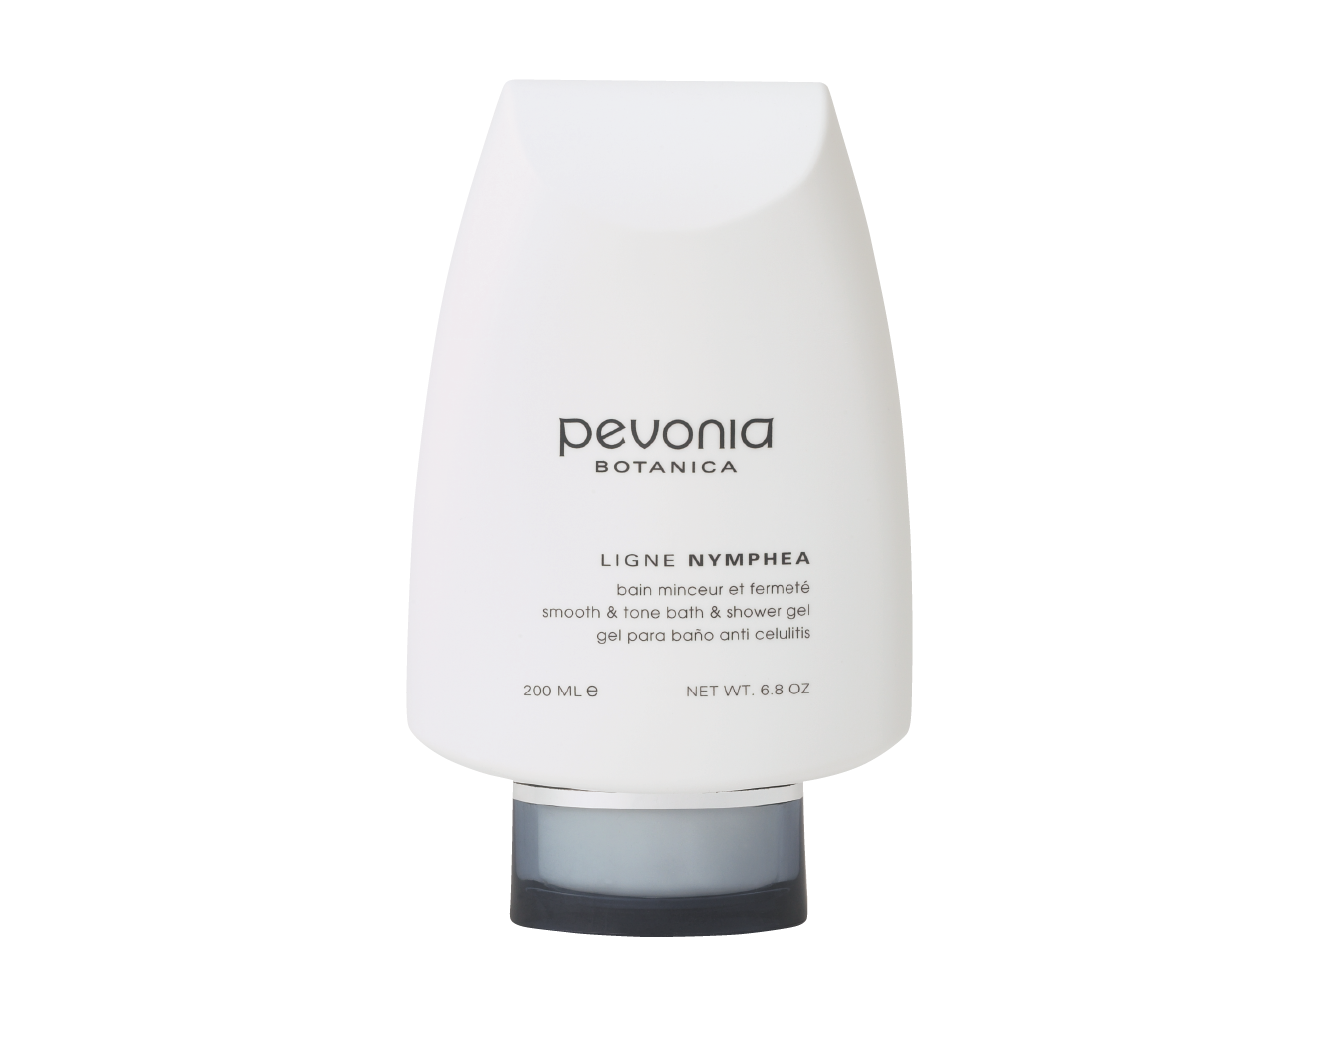 pevonia
BOTANICA
LIGNE NYMPHEA
bain minceur et fermeté
smooth & tone bath & shower gel
gel para baño anti celulitis
200 ML ℮ NET WT. 6.8 OZ